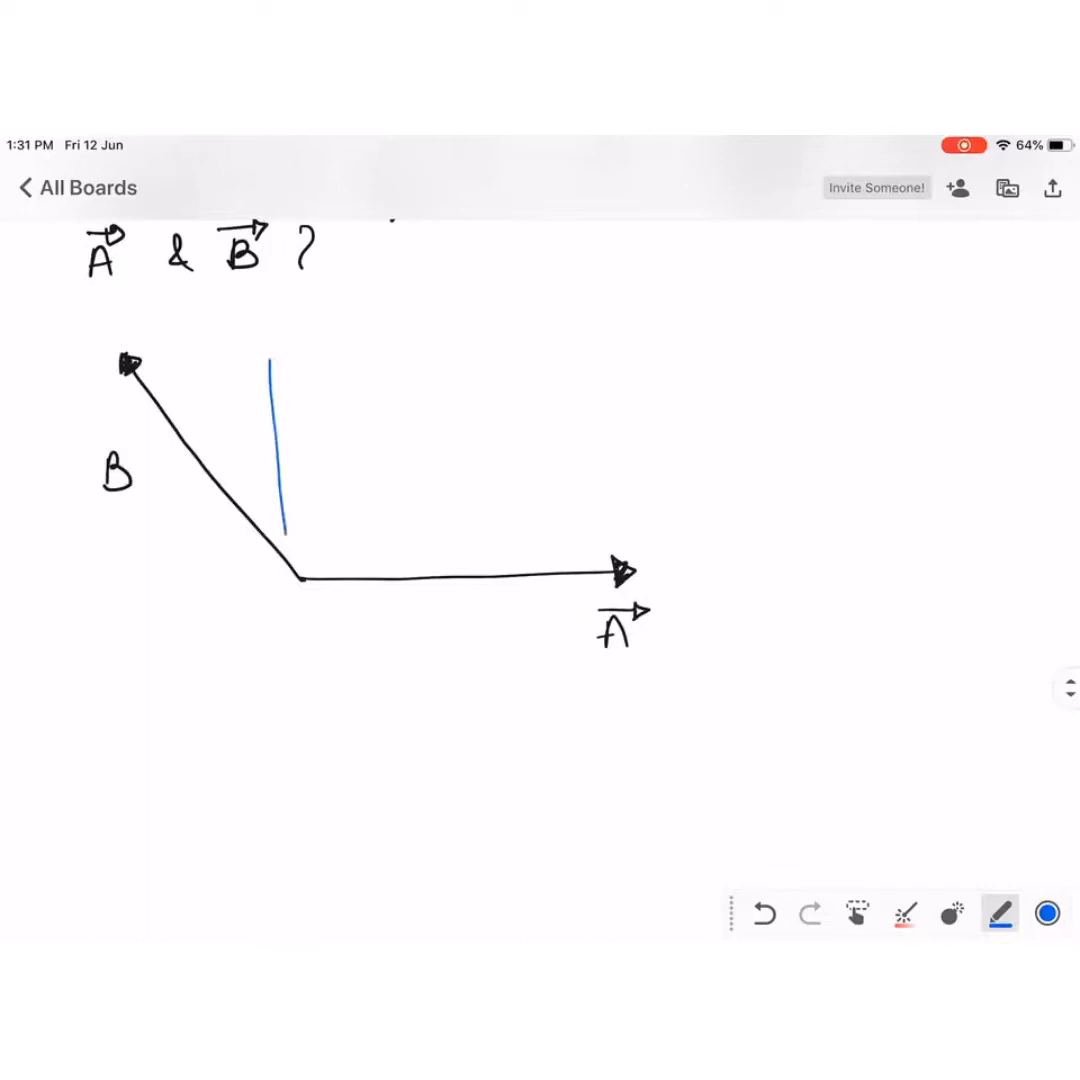 1:31 PM Fri 12 Jun 64%
All Boards Invite Someone!
A & B ?
B
A